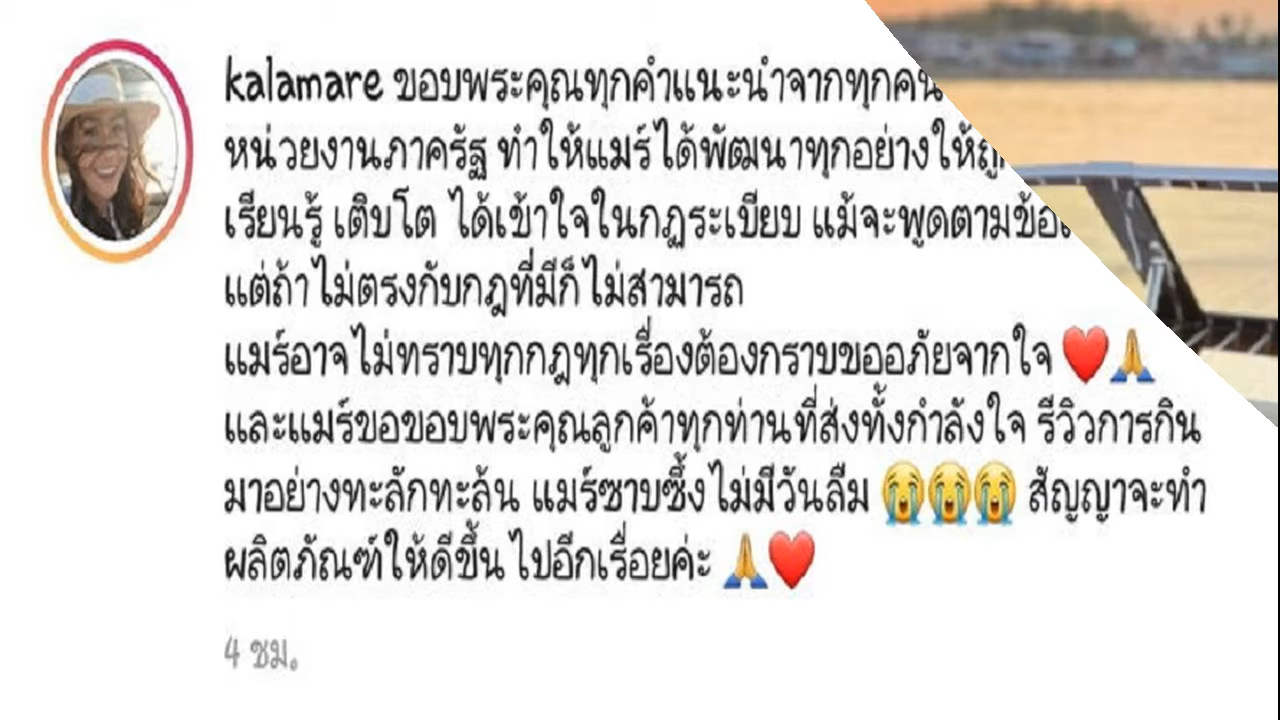 kalamare ขอบพระคุณทุกคำแนะนำจากทุกคน
หน่วยงานภาครัฐ ทำให้แมร์ได้พัฒนาทุกอย่างให้
เรียนรู้ เติบโต ได้เข้าใจในกฎระเบียบ แม้จะพูดตาม
แต่ถ้าไม่ตรงกับกฎที่มีก็ไม่สามารถ
แมร์อาจไม่ทราบทุกกฎทุกเรื่องต้องกราบขออภัยจากใจ ❤️🙏
และแมร์ขอขอบพระคุณลูกค้าทุกท่านที่ส่งทั้งกำลังใจ รีวิวการกิน
มาอย่างทะลักทะล้น แมร์ซาบซึ้งไม่มีวันลืม 😭😭😭 สัญญาจะทำ
ผลิตภัณฑ์ให้ดีขึ้น ไปอีกเรื่อยค่ะ 🙏❤️
4 ชม.